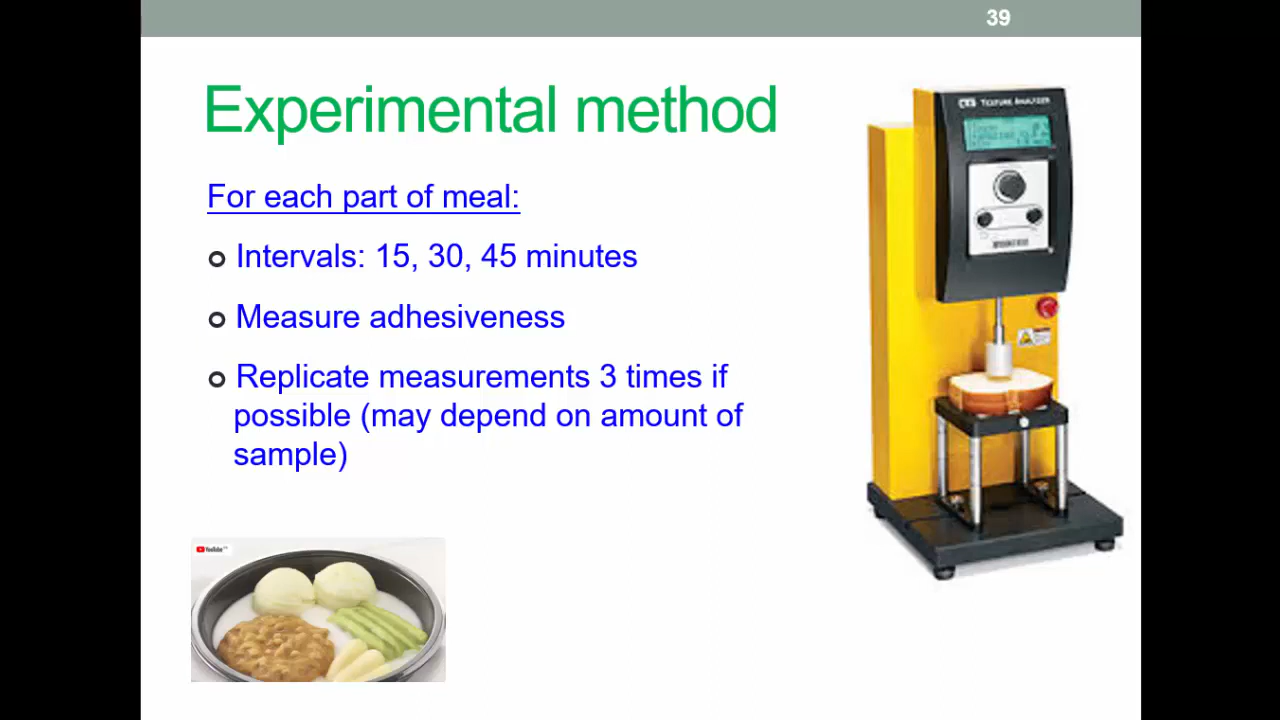 39
Experimental method
For each part of meal:
Intervals: 15, 30, 45 minutes
Measure adhesiveness
Replicate measurements 3 times if
possible (may depend on amount of
sample)
TEXTURE ANALYZER
YouTube